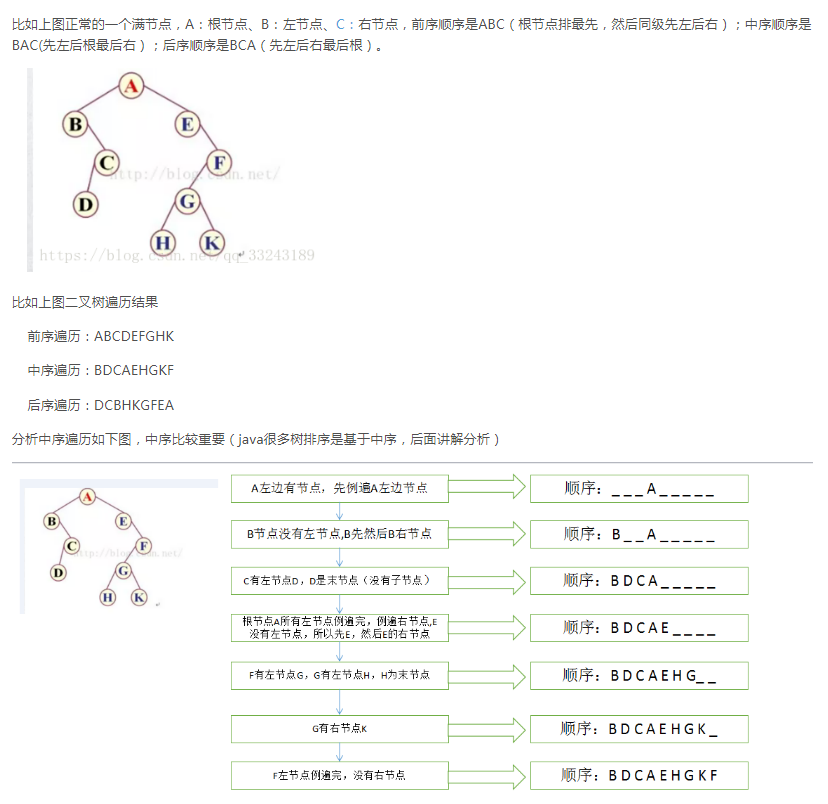 比如上图正常的一个满节点，A：根节点、B：左节点、C：右节点，前序顺序是ABC（根节点排最先，然后同级先左后右）；中序顺序是
BAC(先左后根最后右）；后序顺序是BCA（先左后右最后根）。
A
B
E
C
F
http://blog.csdn.net/
D
G
H
K
https://blog.csdn.net/qq_33243189
比如上图二叉树遍历结果
前序遍历：ABCDEFGHK
中序遍历：BDCAEHGKF
后序遍历：DCBHKGFEA
分析中序遍历如下图，中序比较重要（java很多树排序是基于中序，后面讲解分析）
A
B
E
C
F
http://blog.csdn.net/
D
G
H
K
A左边有节点，先例遍A左边节点
顺序：_ _ _ A _ _ _ _ _
B节点没有左节点,B先然后B右节点
顺序：B _ _ A _ _ _ _ _
C有左节点D，D是末节点（没有子节点）
顺序：B D C A _ _ _ _ _
根节点A所有左节点例遍完，例遍右节点,E
没有左节点，所以先E，然后E的右节点
顺序：B D C A E _ _ _ _
F有左节点G，G有左节点H，H为末节点
顺序：B D C A E H G _ _
G有右节点K
顺序：B D C A E H G K _
F左节点例遍完，没有右节点
顺序：B D C A E H G K F